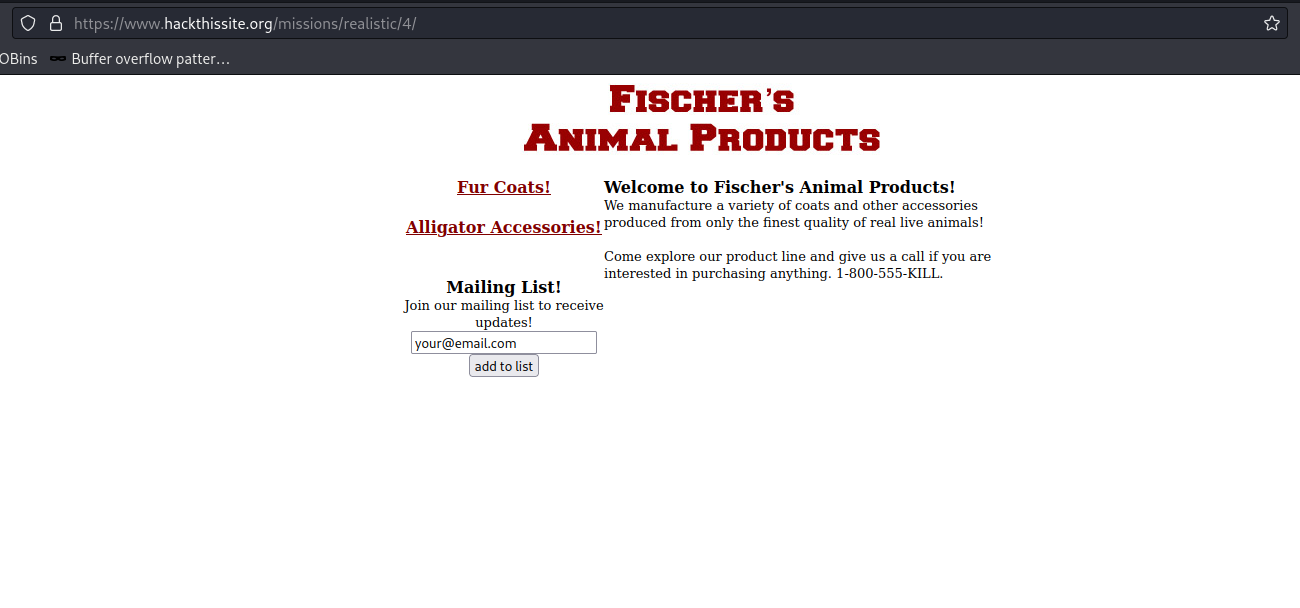 https://www.hackthissite.org/missions/realistic/4/
OBins Buffer overflow patter…
Fischer's
Animal Products
Fur Coats!
Alligator Accessories!
Mailing List!
Join our mailing list to receive
updates!
your@email.com
add to list
Welcome to Fischer's Animal Products!
We manufacture a variety of coats and other accessories
produced from only the finest quality of real live animals!
Come explore our product line and give us a call if you are
interested in purchasing anything. 1-800-555-KILL.